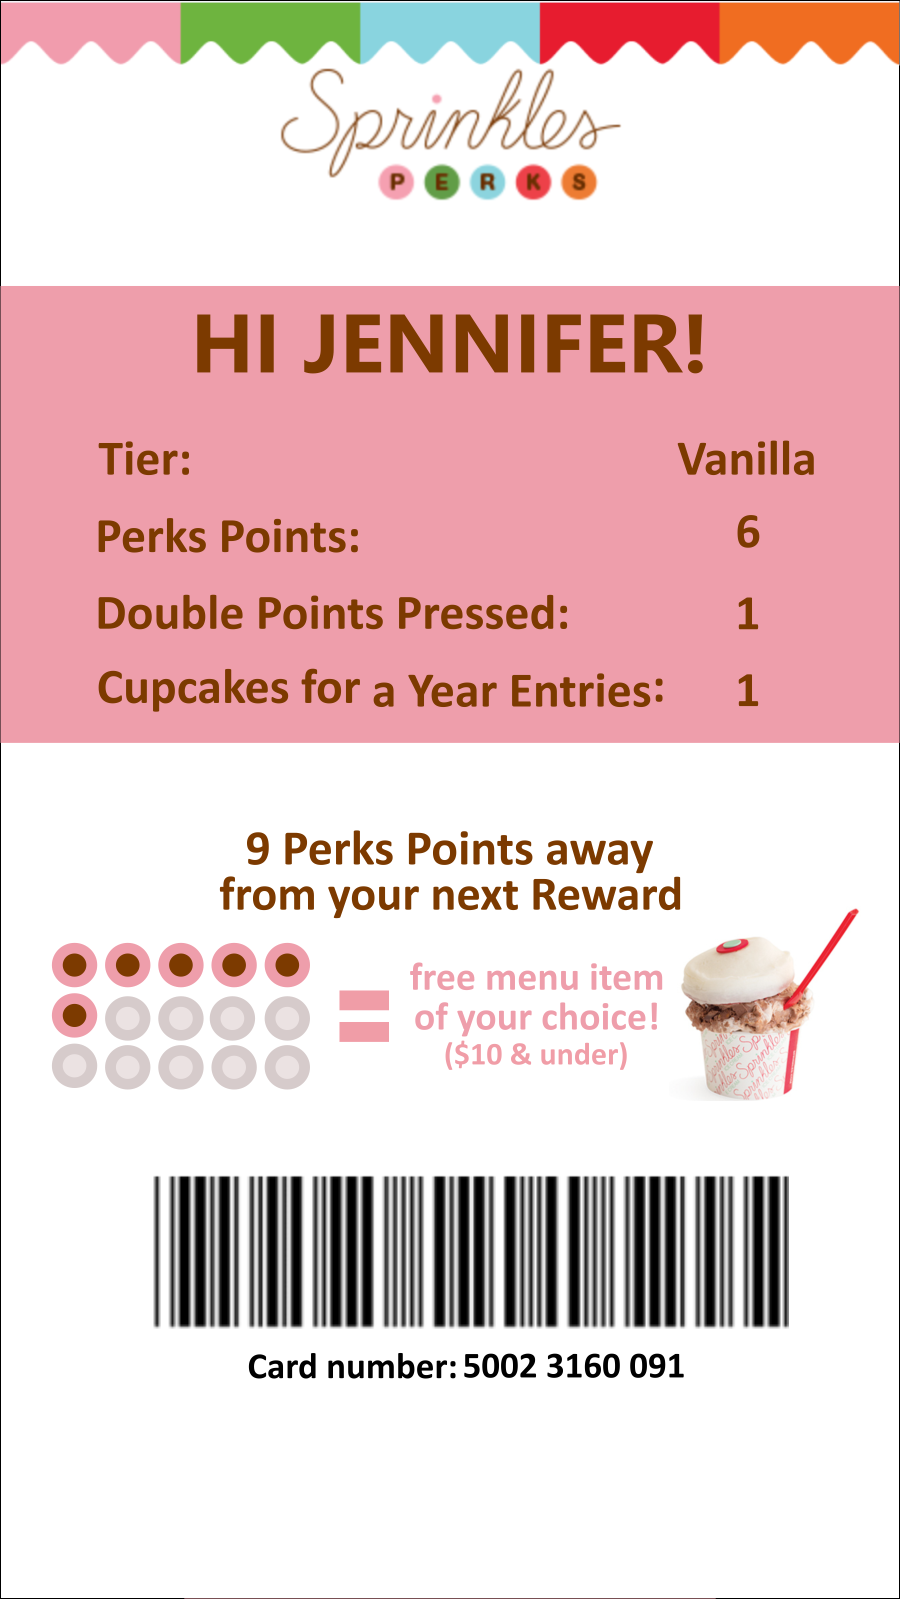 Sprinkles
PERKS
HI JENNIFER!
Tier: Vanilla
Perks Points: 6
Double Points Pressed: 1
Cupcakes for a Year Entries: 1
9 Perks Points away
from your next Reward
free menu item
of your choice!
($10 & under)
Card number: 5002 3160 091